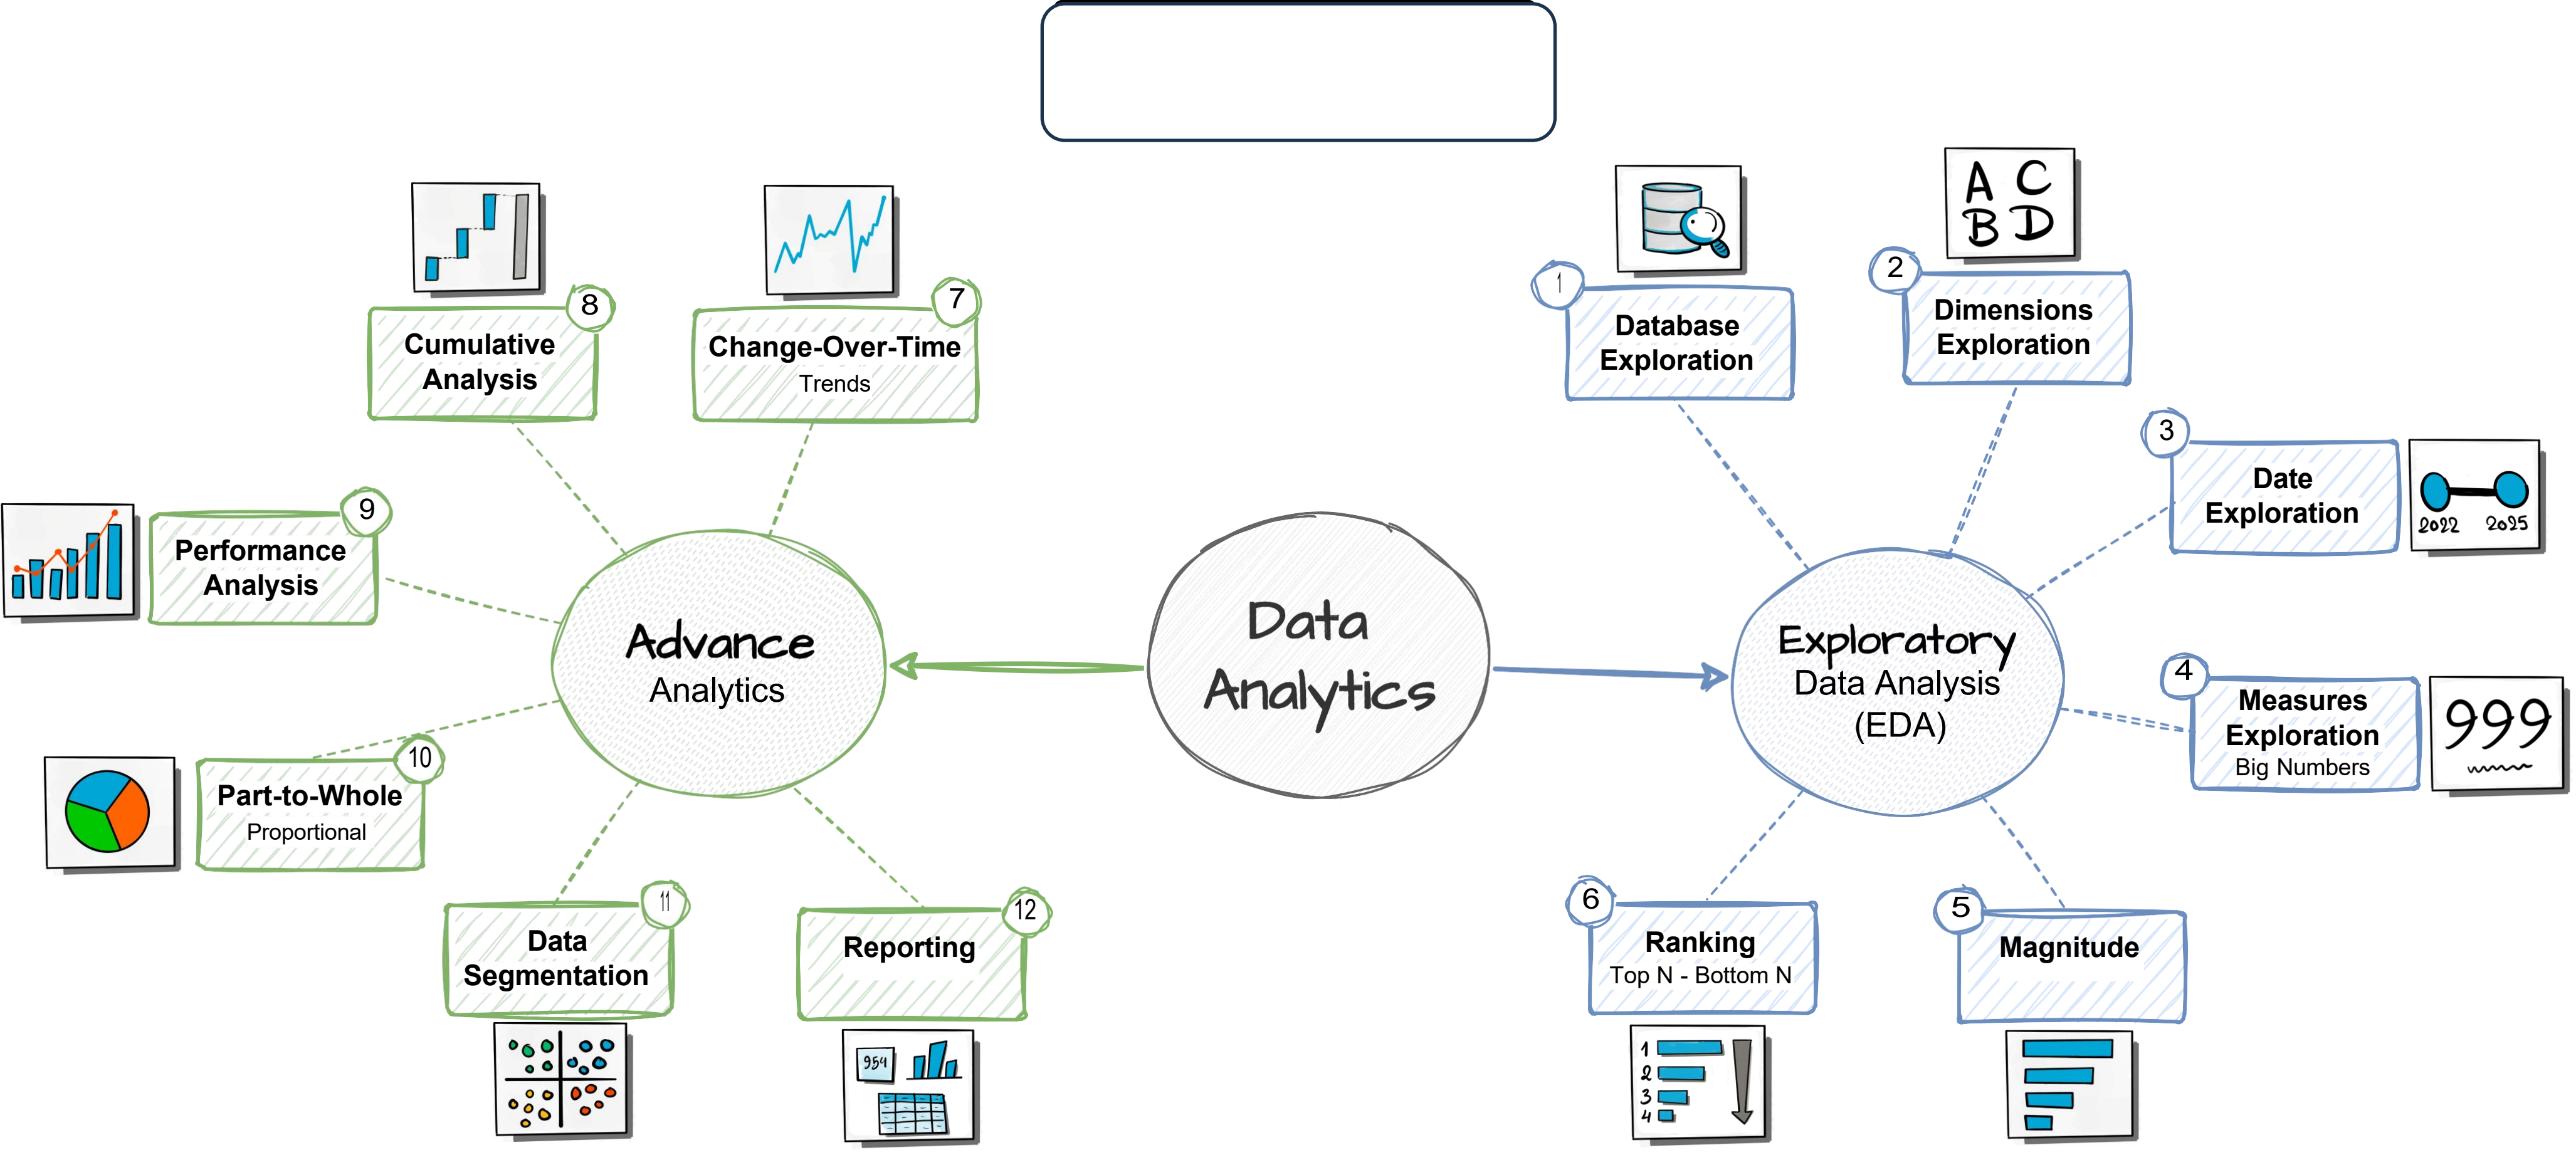 Data
Analytics
Exploratory
Data Analysis
(EDA)
1
Database
Exploration
A C
B D
2
Dimensions
Exploration
3
Date
Exploration
2022 2025
4
Measures
Exploration
Big Numbers
999
5
Magnitude
6
Ranking
Top N - Bottom N
1
2
3
4
Advance
Analytics
7
Change-Over-Time
Trends
8
Cumulative
Analysis
9
Performance
Analysis
10
Part-to-Whole
Proportional
11
Data
Segmentation
12
Reporting
954